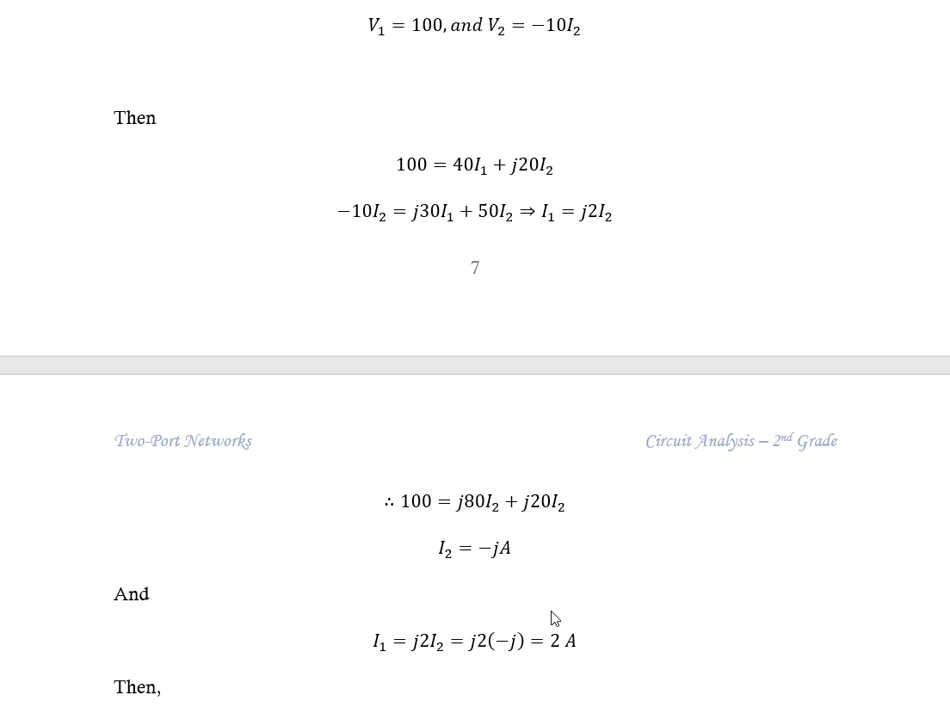 V₁ = 100, and V₂ = −10I₂
Then
100 = 40I₁ + j20I₂
−10I₂ = j30I₁ + 50I₂ ⇒ I₁ = j2I₂
7
Two-Port Networks Circuit Analysis – 2ⁿᵈ Grade
∴ 100 = j80I₂ + j20I₂
I₂ = −jA
And
I₁ = j2I₂ = j2(−j) = 2 A
Then,